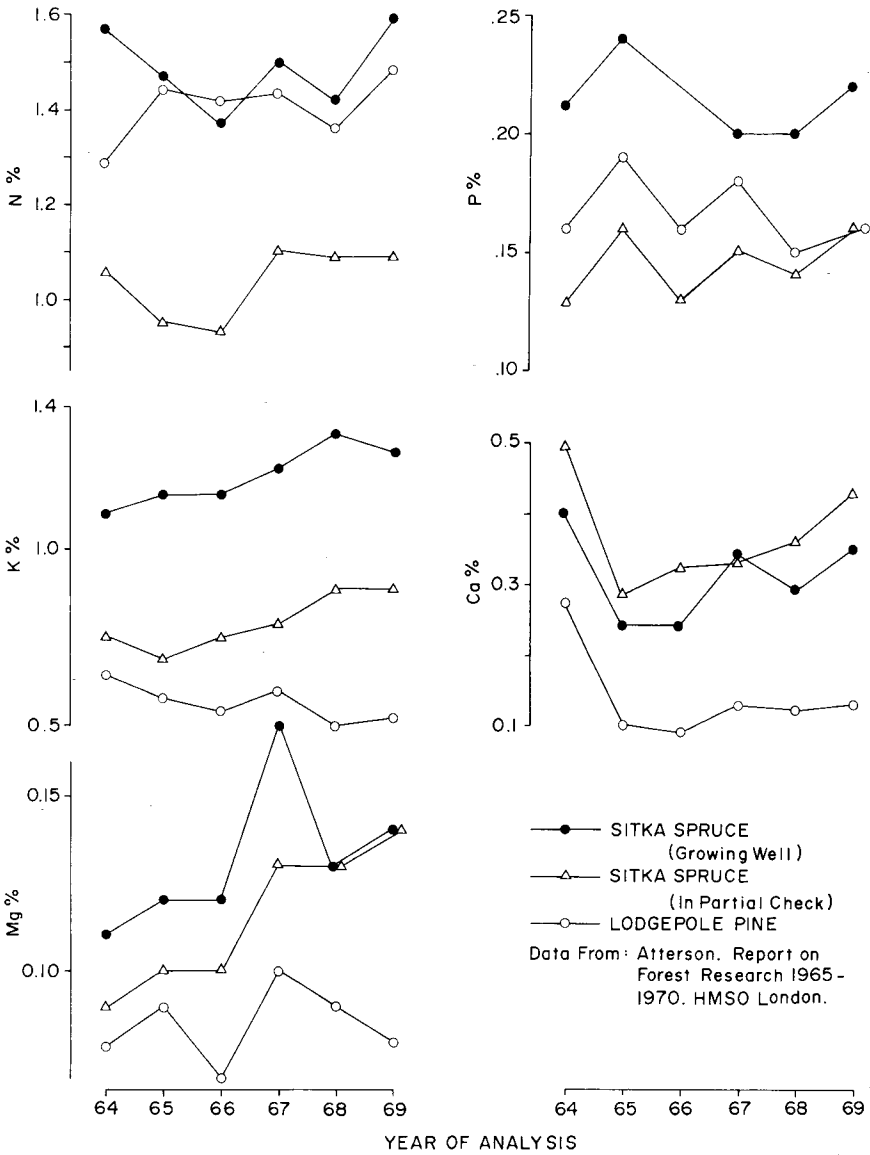 1.6
1.4
1.2
1.0
N %
.25
.20
.15
.10
P %
1.4
1.0
0.5
K %
0.5
0.3
0.1
Ca %
0.15
0.10
Mg %
SITKA SPRUCE
(Growing Well)
SITKA SPRUCE
(In Partial Check)
LODGEPOLE PINE
Data From: Atterson. Report on
Forest Research 1965-
1970. HMSO London.
64 65 66 67 68 69
64 65 66 67 68 69
YEAR OF ANALYSIS